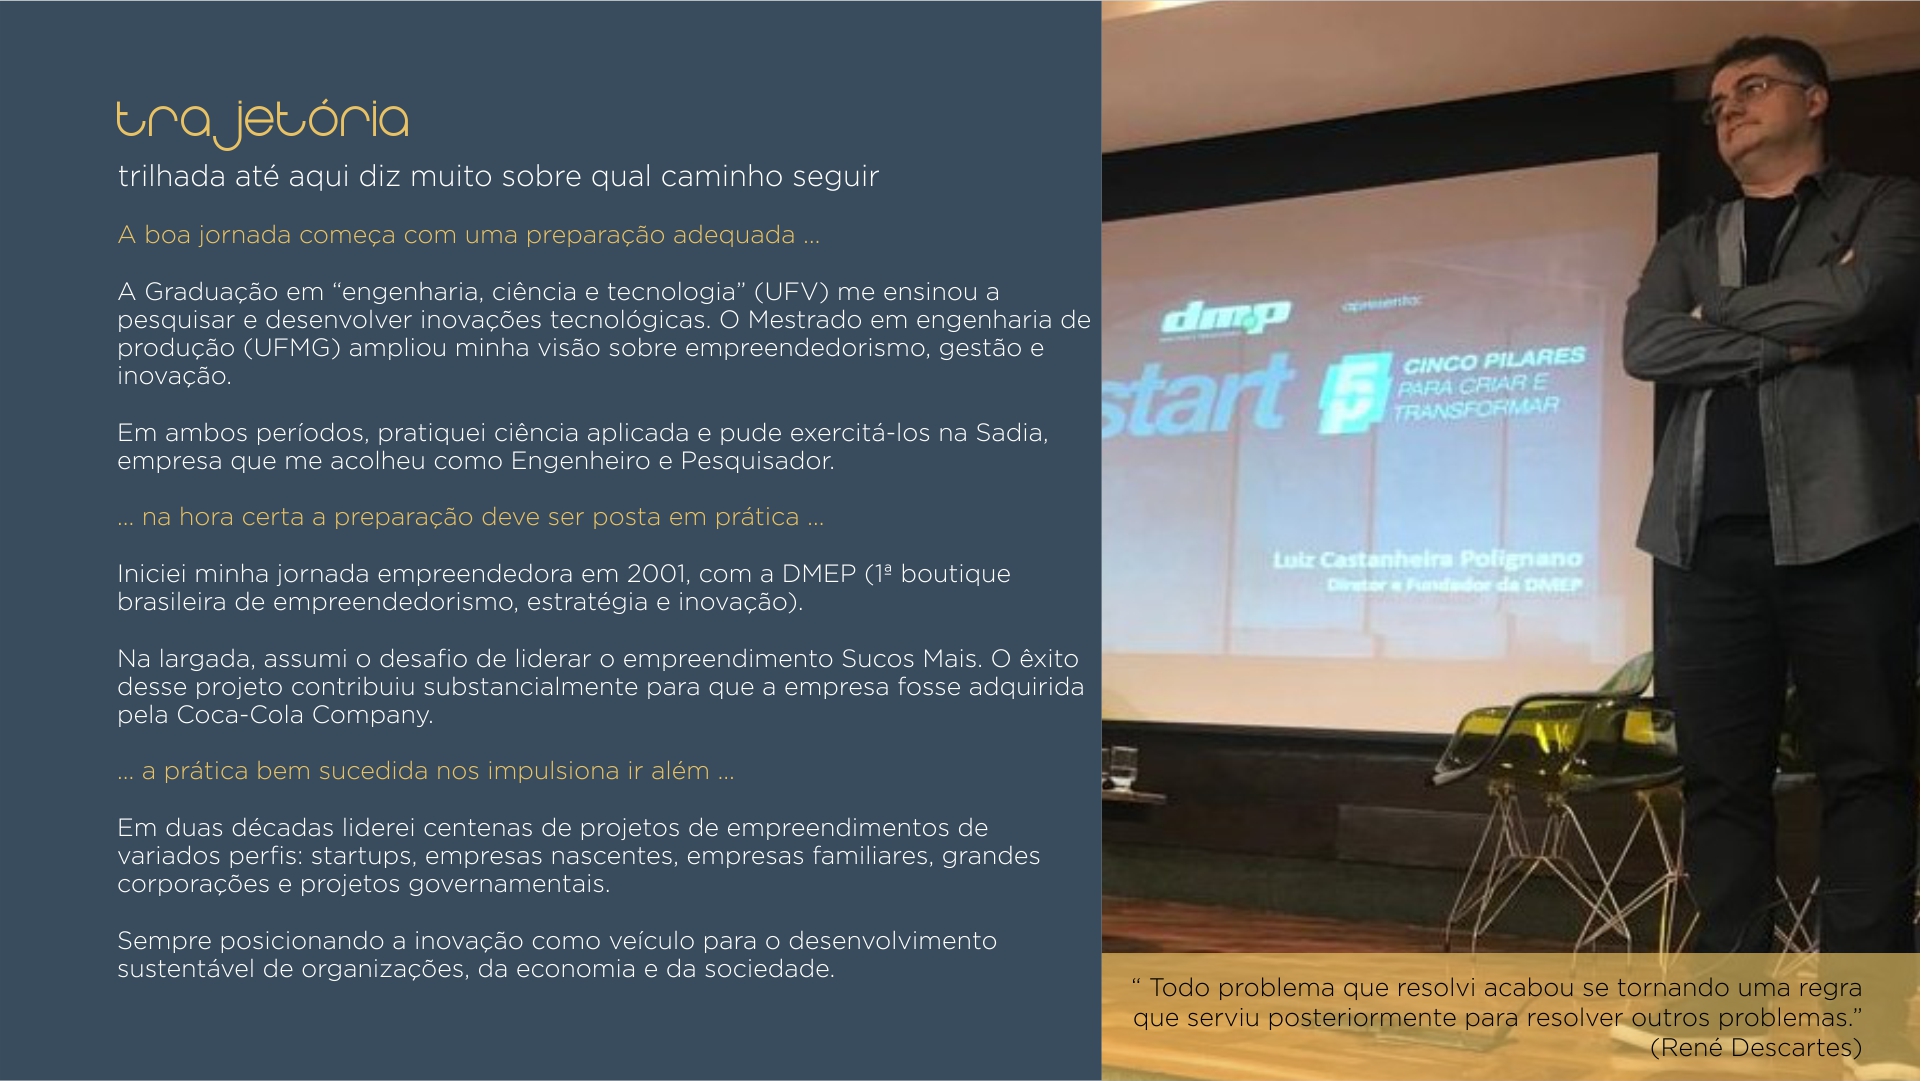 trajetória
trilhada até aqui diz muito sobre qual caminho seguir
A boa jornada começa com uma preparação adequada ...
A Graduação em “engenharia, ciência e tecnologia” (UFV) me ensinou a
pesquisar e desenvolver inovações tecnológicas. O Mestrado em engenharia de
produção (UFMG) ampliou minha visão sobre empreendedorismo, gestão e
inovação.
Em ambos períodos, pratiquei ciência aplicada e pude exercitá-los na Sadia,
empresa que me acolheu como Engenheiro e Pesquisador.
... na hora certa a preparação deve ser posta em prática ...
Iniciei minha jornada empreendedora em 2001, com a DMEP (1ª boutique
brasileira de empreendedorismo, estratégia e inovação).
Na largada, assumi o desafio de liderar o empreendimento Sucos Mais. O êxito
desse projeto contribuiu substancialmente para que a empresa fosse adquirida
pela Coca-Cola Company.
... a prática bem sucedida nos impulsiona ir além ...
Em duas décadas liderei centenas de projetos de empreendimentos de
variados perfis: startups, empresas nascentes, empresas familiares, grandes
corporações e projetos governamentais.
Sempre posicionando a inovação como veículo para o desenvolvimento
sustentável de organizações, da economia e da sociedade.
dmep apresenta:
start 5P CINCO PILARES
PARA CRIAR E
TRANSFORMAR
Luiz Castanheira Polignano
Diretor e Fundador da DMEP
“ Todo problema que resolvi acabou se tornando uma regra
que serviu posteriormente para resolver outros problemas.”
(René Descartes)